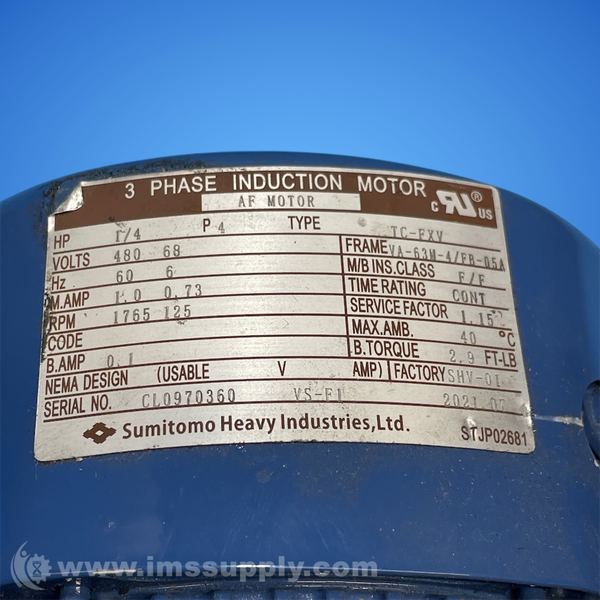 3 PHASE INDUCTION MOTOR
AF MOTOR
C UR US ®
HP 1/4 P 4 TYPE TC-FXV
VOLTS 480 68 FRAME VA-63M-4/FB-05A
Hz 60 6 M/B INS.CLASS F/F
M.AMP 1.0 0.73 TIME RATING CONT
RPM 1765 125 SERVICE FACTOR 1.15
CODE MAX.AMB. 40 °C
B.AMP 0.1 B.TORQUE 2.9 FT-LB
NEMA DESIGN (USABLE V AMP) FACTORY SHV-01
SERIAL NO. CL0970360 VS-F1 2021.07
Sumitomo Heavy Industries,Ltd. STJP02681
www.imssupply.com